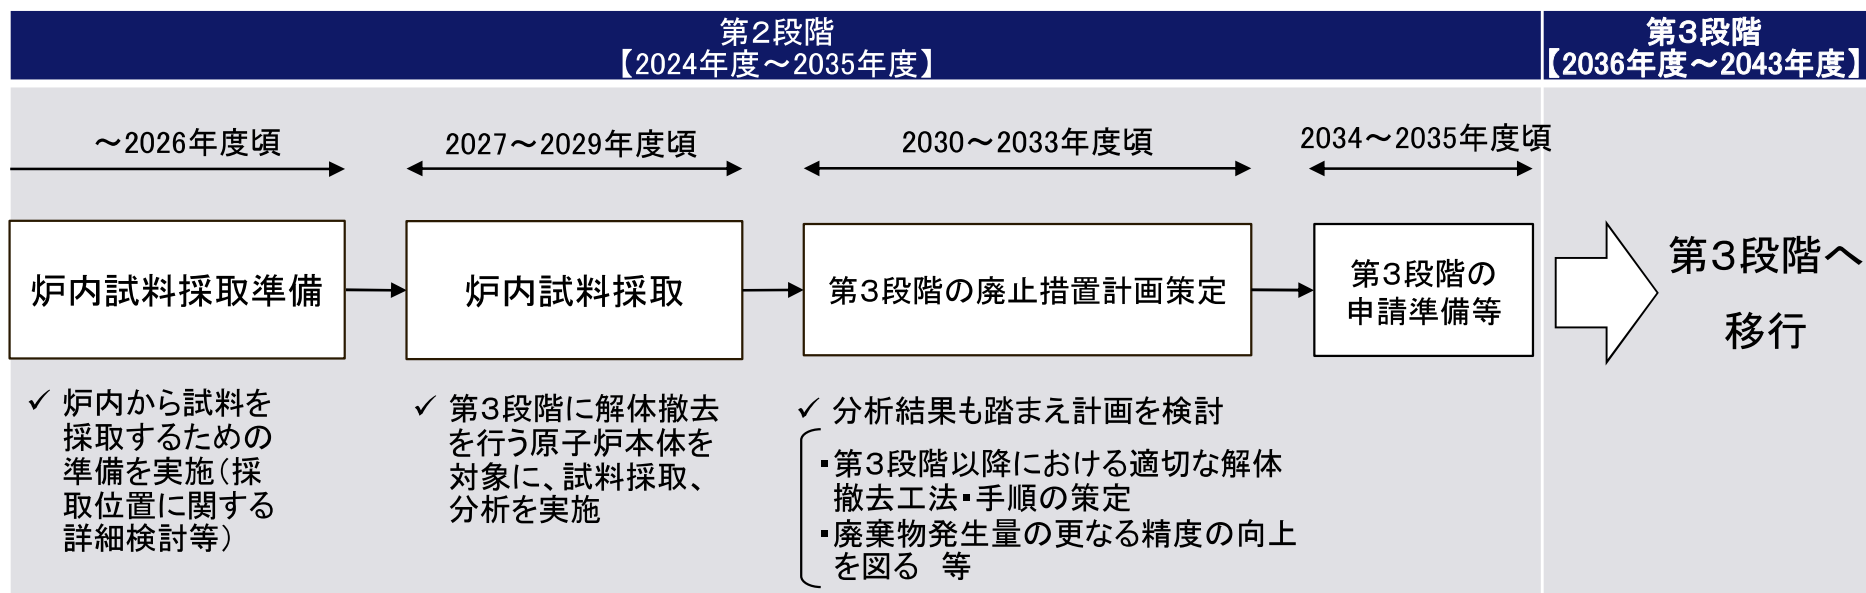 第2段階
【2024年度～2035年度】
第3段階
【2036年度～2043年度】
～2026年度頃
2027～2029年度頃
2030～2033年度頃
2034～2035年度頃
炉内試料採取準備
炉内試料採取
第3段階の廃止措置計画策定
第3段階の
申請準備等
第3段階へ
移行
✓ 炉内から試料を
採取するための
準備を実施（採
取位置に関する
詳細検討等）
✓ 第3段階に解体撤去
を行う原子炉本体を
対象に、試料採取、
分析を実施
✓ 分析結果も踏まえ計画を検討
・第3段階以降における適切な解体
撤去工法・手順の策定
・廃棄物発生量の更なる精度の向上
を図る　等